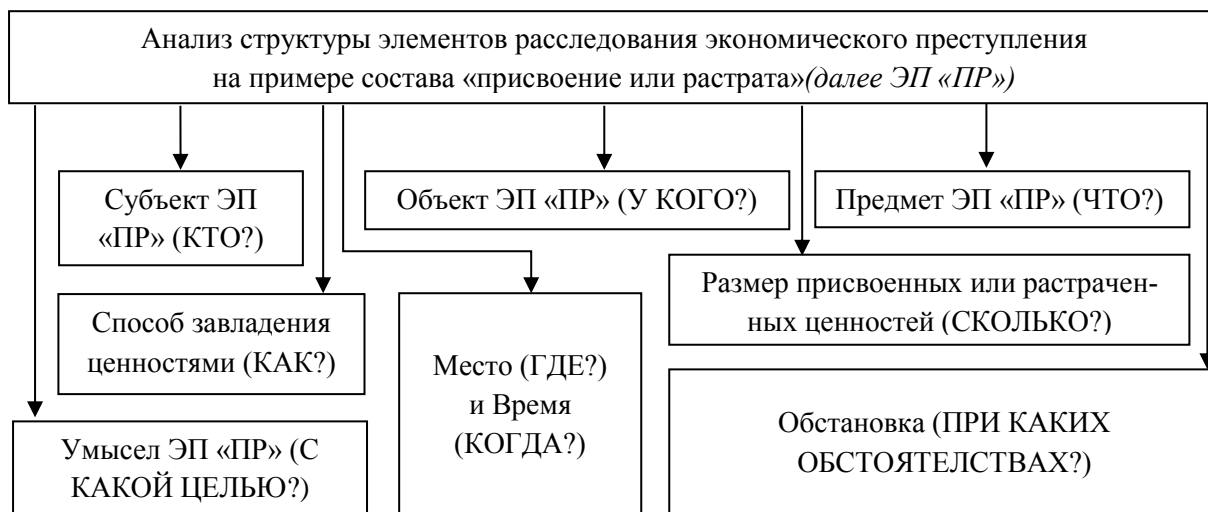 Анализ структуры элементов расследования экономического преступления
на примере состава «присвоение или растрата»(далее ЭП «ПР»)
Субъект ЭП
«ПР» (КТО?)
Объект ЭП «ПР» (У КОГО?)
Предмет ЭП «ПР» (ЧТО?)
Способ завладения
ценностями (КАК?)
Место (ГДЕ?)
и Время
(КОГДА?)
Размер присвоенных или растрачен-
ных ценностей (СКОЛЬКО?)
Умысел ЭП «ПР» (С
КАКОЙ ЦЕЛЬЮ?)
Обстановка (ПРИ КАКИХ
ОБСТОЯТЕЛСТВАХ?)